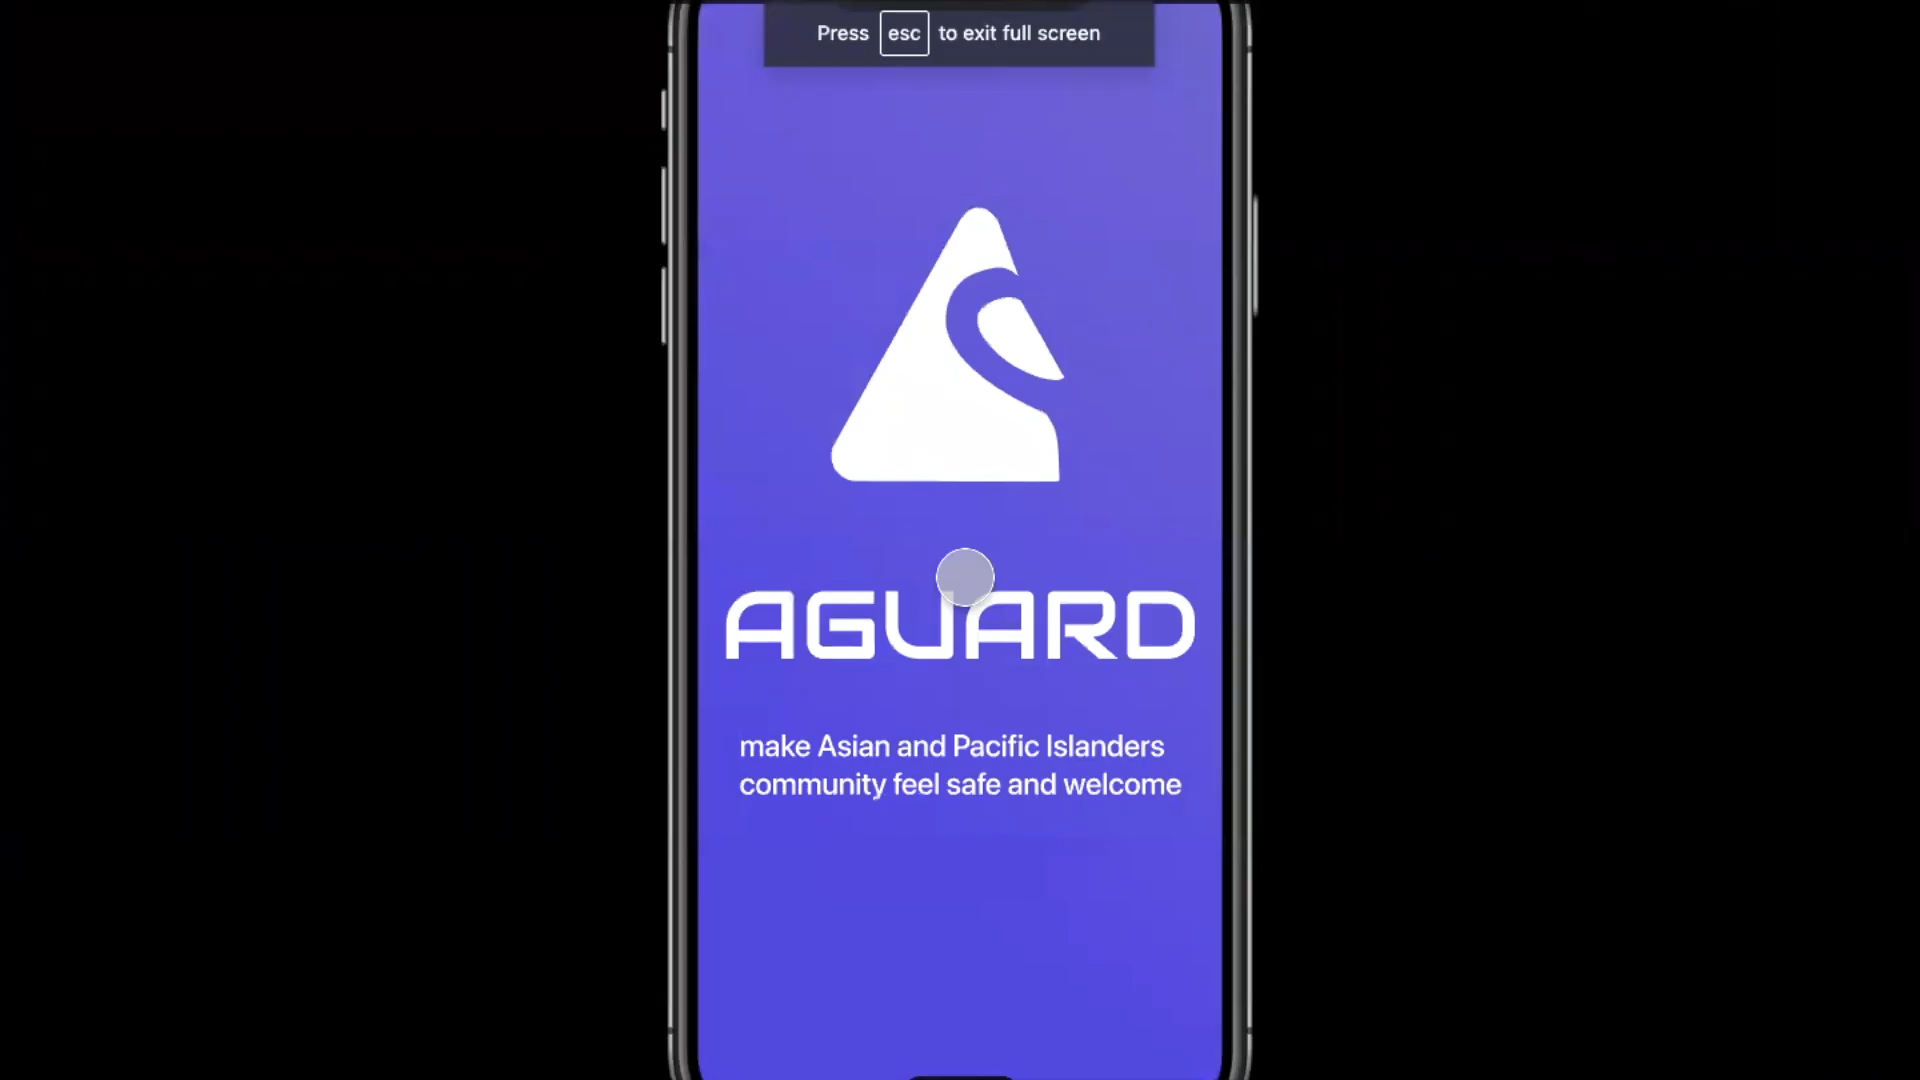 Press esc to exit full screen
AGUARD
make Asian and Pacific Islanders
community feel safe and welcome